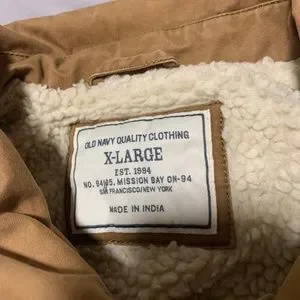 OLD NAVY QUALITY CLOTHING
X-LARGE
EST. 1994
NO. 94105. MISSION BAY ON-94
SAN FRANCISCO/NEW YORK
MADE IN INDIA